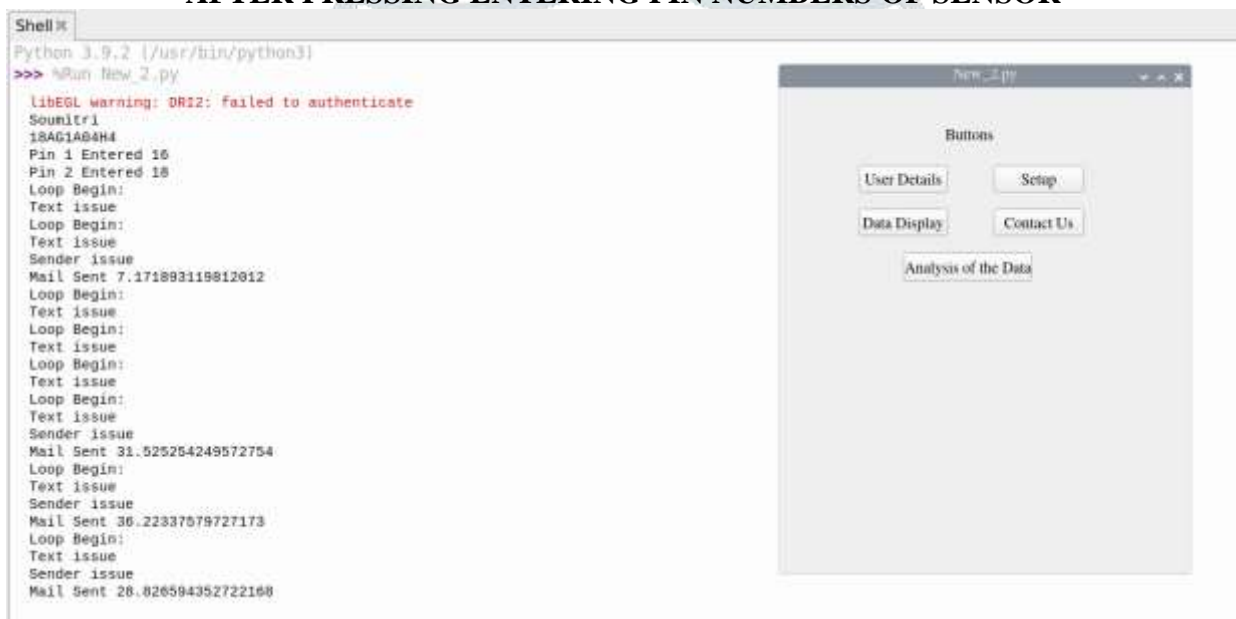 AFTER PRESSING ENTERING PIN NUMBERS OF SENSOR
Shell
Python 3.9.2 (/usr/bin/python3)
>>> %Run New_2.py
libEGL warning: DRI2: failed to authenticate
Soumitri
18AG1A04H4
Pin 1 Entered 16
Pin 2 Entered 18
Loop Begin:
Text issue
Loop Begin:
Text issue
Sender issue
Mail Sent 7.171893119812012
Loop Begin:
Text issue
Loop Begin:
Text issue
Loop Begin:
Text issue
Loop Begin:
Text issue
Sender issue
Mail Sent 31.525254249572754
Loop Begin:
Text issue
Sender issue
Mail Sent 36.22337579727173
Loop Begin:
Text issue
Sender issue
Mail Sent 28.826594352722168
New_2.py
Buttons
User Details
Setup
Data Display
Contact Us
Analysis of the Data